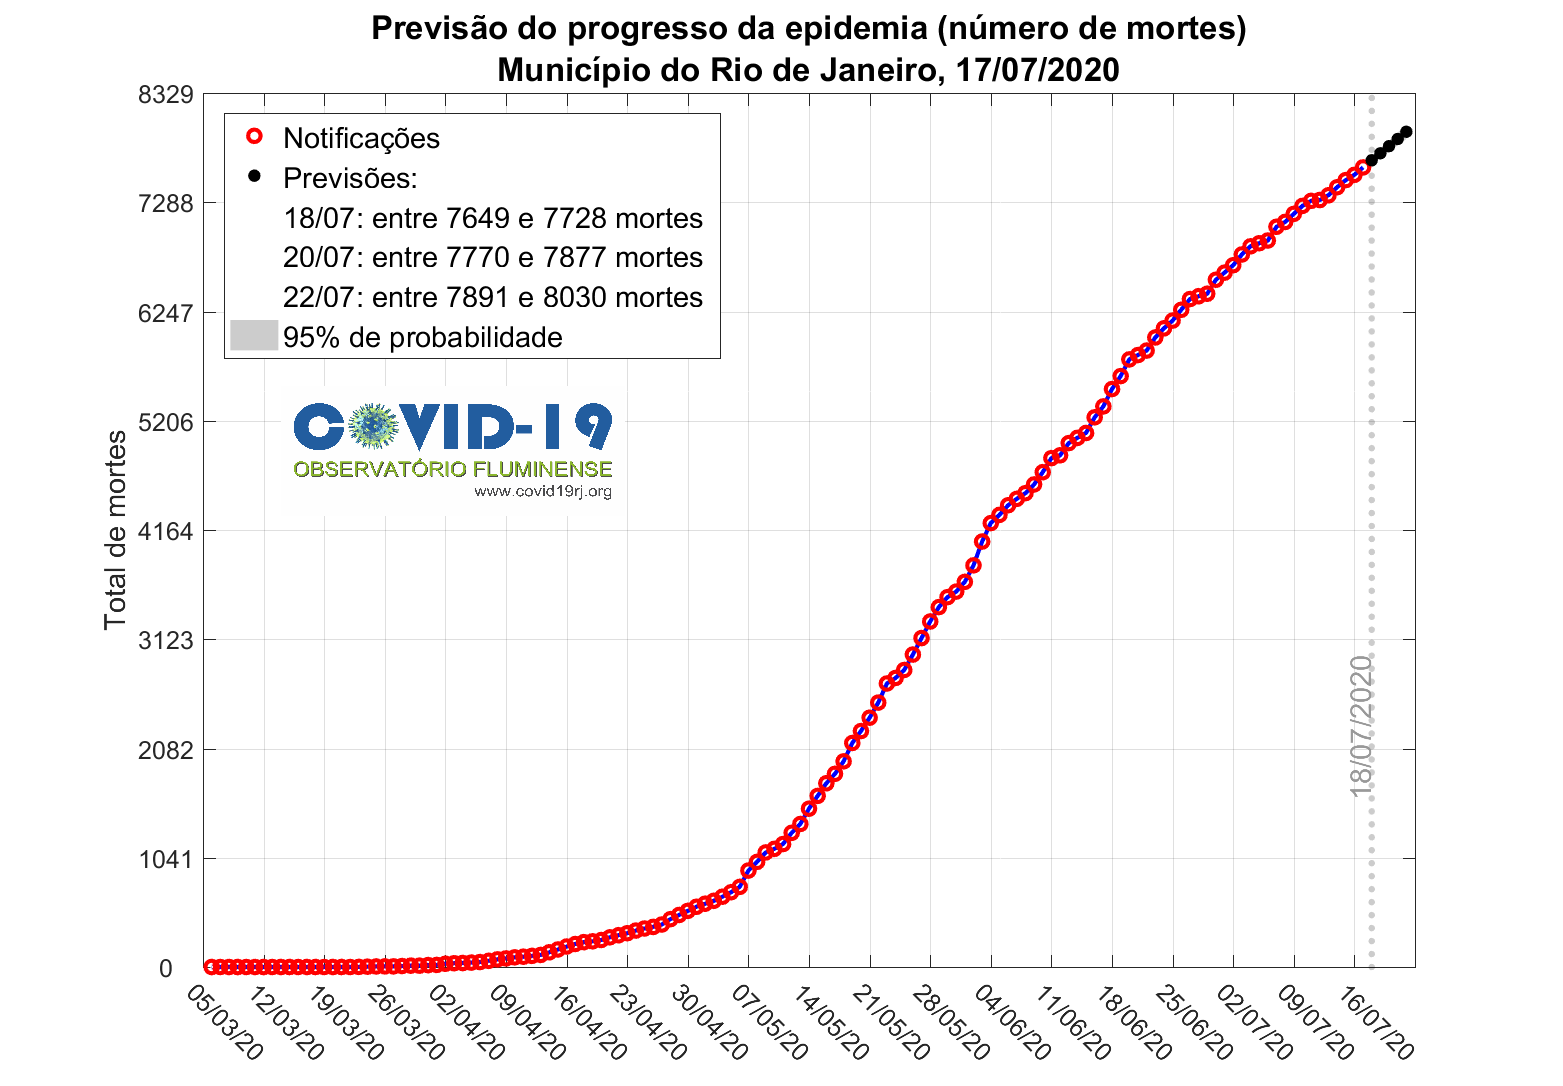 Previsão do progresso da epidemia (número de mortes)
Município do Rio de Janeiro, 17/07/2020
Notificações
Previsões:
18/07: entre 7649 e 7728 mortes
20/07: entre 7770 e 7877 mortes
22/07: entre 7891 e 8030 mortes
95% de probabilidade
COVID-19
OBSERVATÓRIO FLUMINENSE
www.covid19rj.org
Total de mortes
8329
7288
6247
5206
4164
3123
2082
1041
0
18/07/2020
05/03/20
12/03/20
19/03/20
26/03/20
02/04/20
09/04/20
16/04/20
23/04/20
30/04/20
07/05/20
14/05/20
21/05/20
28/05/20
04/06/20
11/06/20
18/06/20
25/06/20
02/07/20
09/07/20
16/07/20